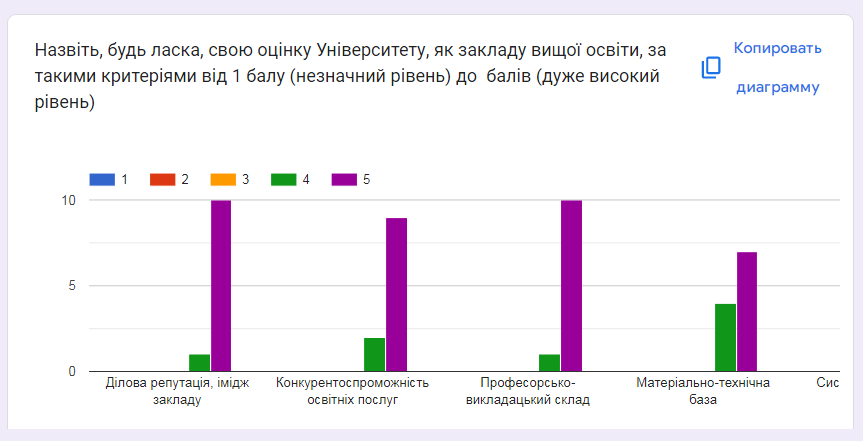 Назвіть, будь ласка, свою оцінку Університету, як закладу вищої освіти, за
такими критеріями від 1 балу (незначний рівень) до  балів (дуже високий
рівень)
Копировать
диаграмму
1 2 3 4 5
10
5
0
Ділова репутація, імідж
закладу
Конкурентоспроможність
освітніх послуг
Професорсько-
викладацький склад
Матеріально-технічна
база
Сис